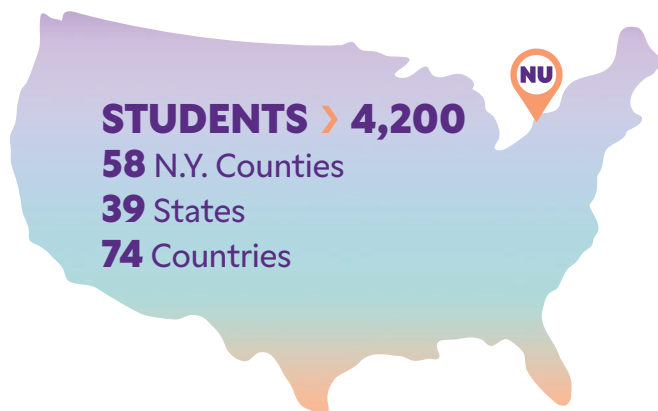 NU
STUDENTS › 4,200
58 N.Y. Counties
39 States
74 Countries